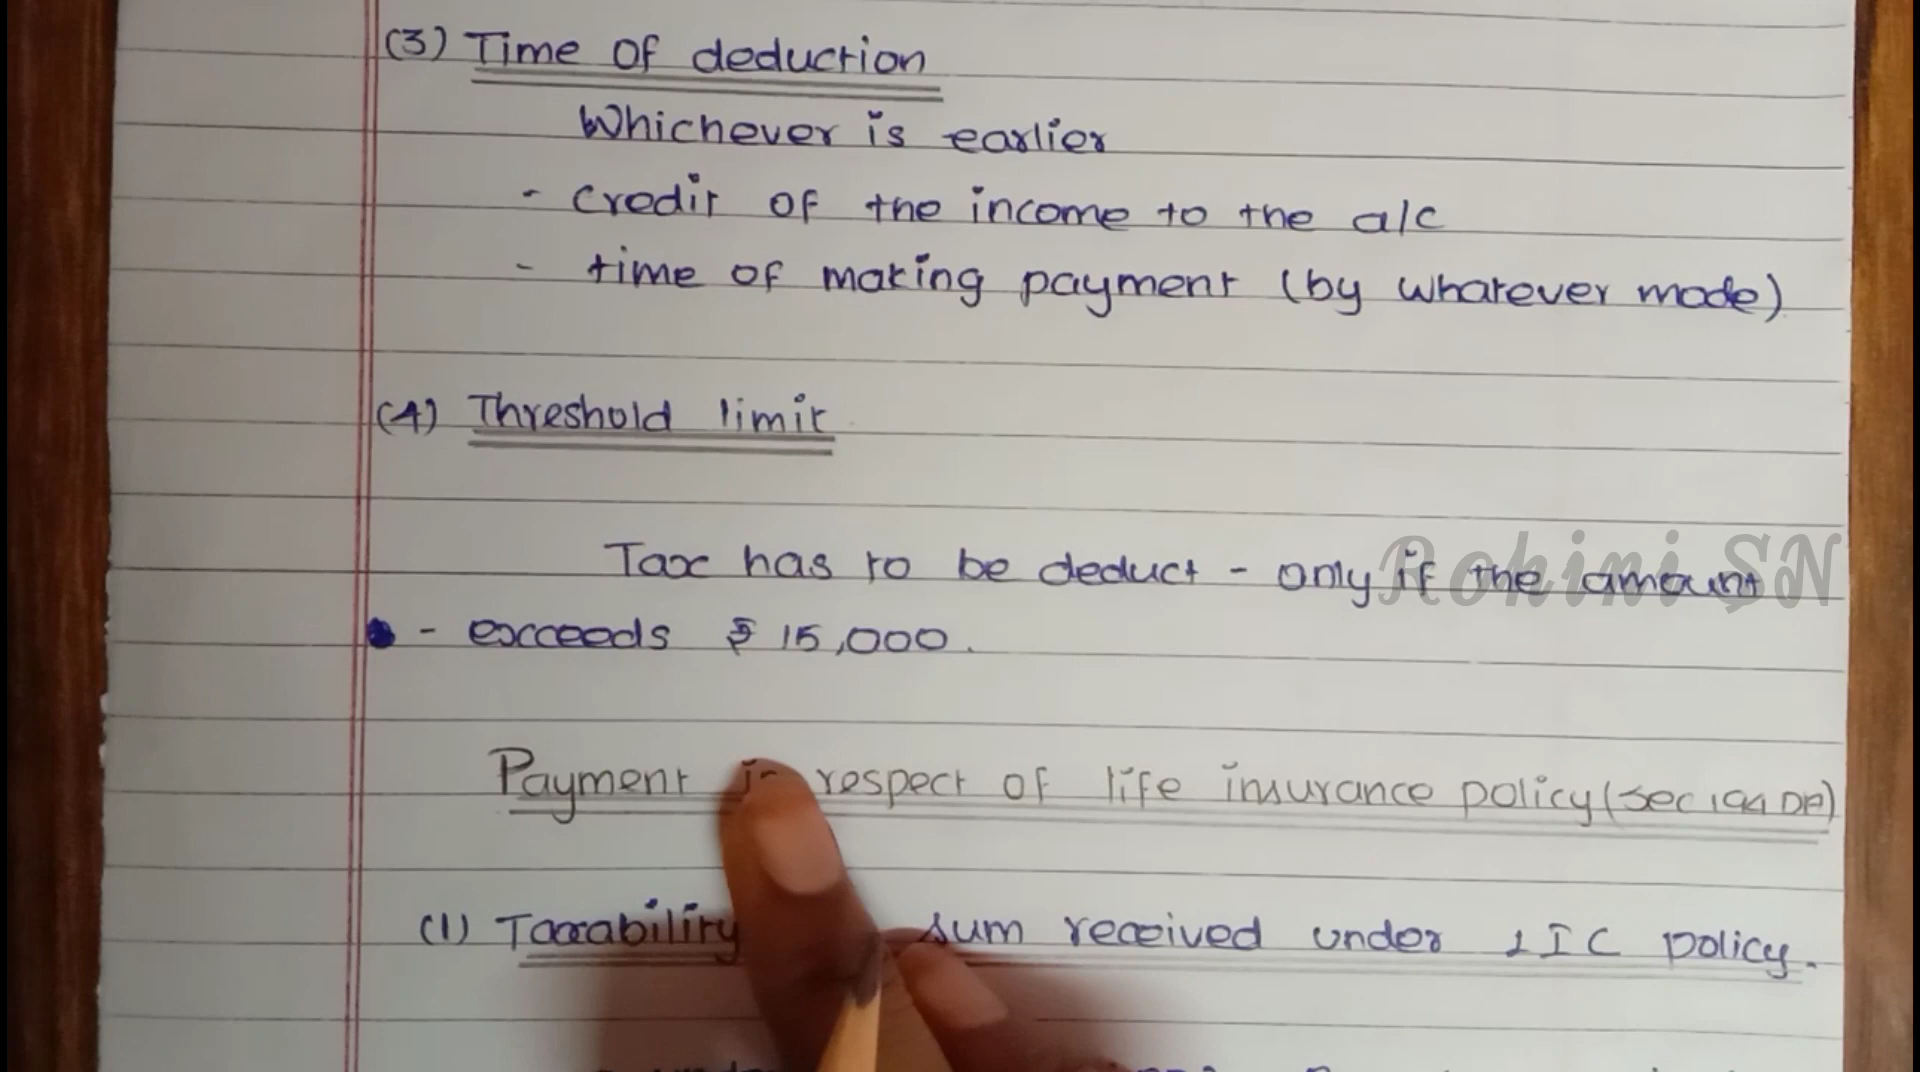 (3) Time of deduction
Whichever is earlier
- credit of the income to the a/c
- time of making payment (by whatever mode)
(4) Threshold limit
Tax has to be deduct - only if the amount
Rohini SN
- exceeds ₹ 15,000.
Payment in respect of life insurance policy (Sec 194 DA)
(1) Taxability sum received under LIC policy.